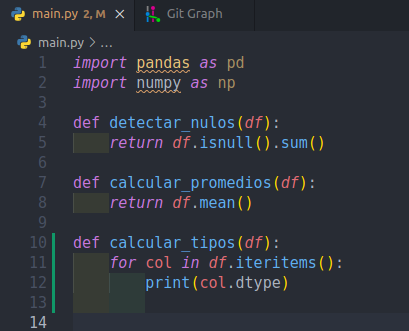 main.py 2, M × Git Graph
main.py > ...
1 import pandas as pd
2 import numpy as np
3
4 def detectar_nulos(df):
5 return df.isnull().sum()
6
7 def calcular_promedios(df):
8 return df.mean()
9
10 def calcular_tipos(df):
11 for col in df.iteritems():
12 print(col.dtype)
13
14